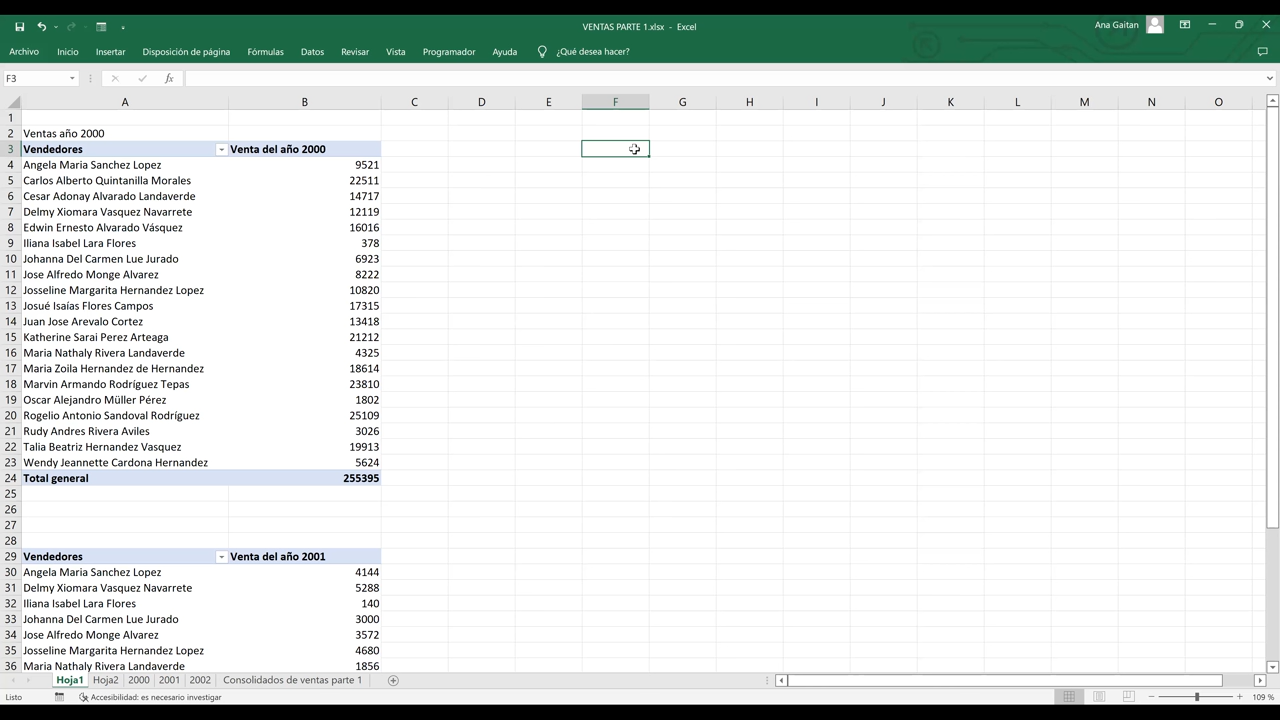 VENTAS PARTE 1.xlsx - Excel
Ana Gaitan
Archivo Inicio Insertar Disposición de página Fórmulas Datos Revisar Vista Programador Ayuda ¿Qué desea hacer?
F3 fx
A B C D E F G H I J K L M N O
1
2 Ventas año 2000
3 Vendedores Venta del año 2000
4 Angela Maria Sanchez Lopez 9521
5 Carlos Alberto Quintanilla Morales 22511
6 Cesar Adonay Alvarado Landaverde 14717
7 Delmy Xiomara Vasquez Navarrete 12119
8 Edwin Ernesto Alvarado Vásquez 16016
9 Iliana Isabel Lara Flores 378
10 Johanna Del Carmen Lue Jurado 6923
11 Jose Alfredo Monge Alvarez 8222
12 Josseline Margarita Hernandez Lopez 10820
13 Josué Isaías Flores Campos 17315
14 Juan Jose Arevalo Cortez 13418
15 Katherine Sarai Perez Arteaga 21212
16 Maria Nathaly Rivera Landaverde 4325
17 Maria Zoila Hernandez de Hernandez 18614
18 Marvin Armando Rodríguez Tepas 23810
19 Oscar Alejandro Müller Pérez 1802
20 Rogelio Antonio Sandoval Rodríguez 25109
21 Rudy Andres Rivera Aviles 3026
22 Talia Beatriz Hernandez Vasquez 19913
23 Wendy Jeannette Cardona Hernandez 5624
24 Total general 255395
25
26
27
28
29 Vendedores Venta del año 2001
30 Angela Maria Sanchez Lopez 4144
31 Delmy Xiomara Vasquez Navarrete 5288
32 Iliana Isabel Lara Flores 140
33 Johanna Del Carmen Lue Jurado 3000
34 Jose Alfredo Monge Alvarez 3572
35 Josseline Margarita Hernandez Lopez 4680
36 Maria Nathaly Rivera Landaverde 1856
Hoja1 Hoja2 2000 2001 2002 Consolidados de ventas parte 1
Listo Accesibilidad: es necesario investigar 109 %